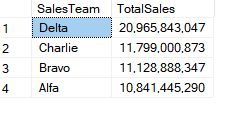 SalesTeam TotalSales
1 Delta 20,965,843,047
2 Charlie 11,799,000,873
3 Bravo 11,128,888,347
4 Alfa 10,841,445,290